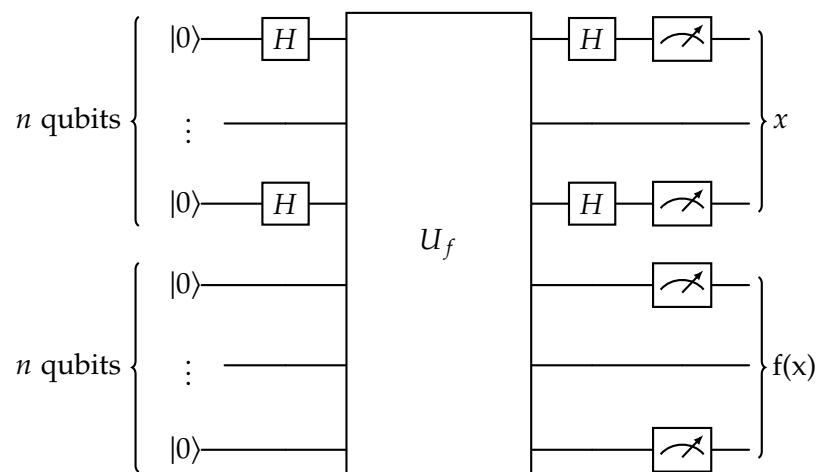 |0⟩ H H
n qubits ⋮ x
|0⟩ H H
U_f
|0⟩
n qubits ⋮ f(x)
|0⟩